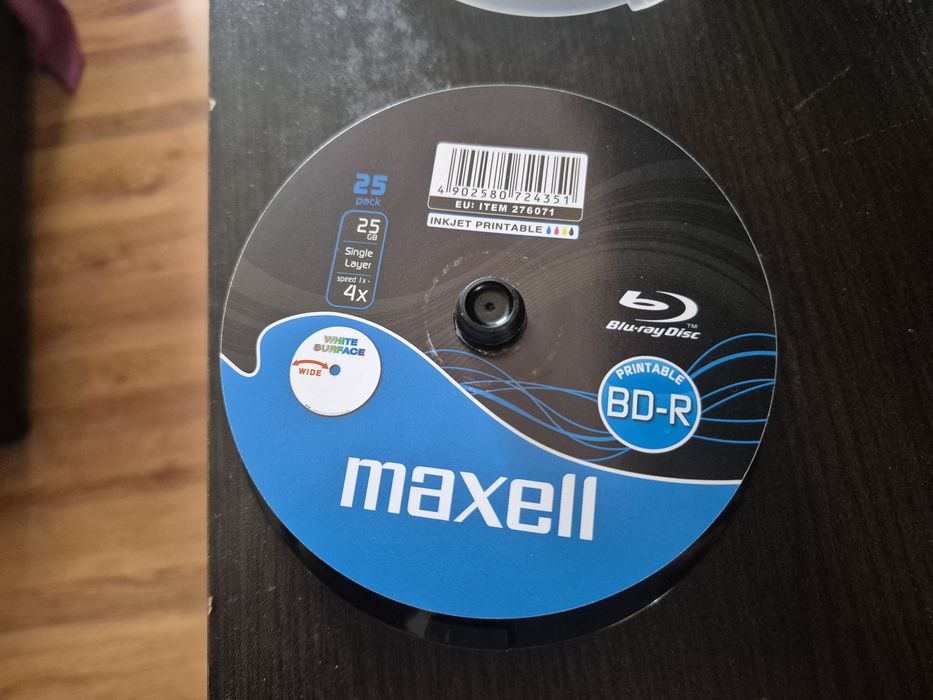 4 902580 724351
EU: ITEM 276071
INKJET PRINTABLE
25
pack
25
GB
Single
Layer
speed 1x -
4x
WHITE
SURFACE
WIDE
Blu-ray Disc™
PRINTABLE
BD-R
maxell